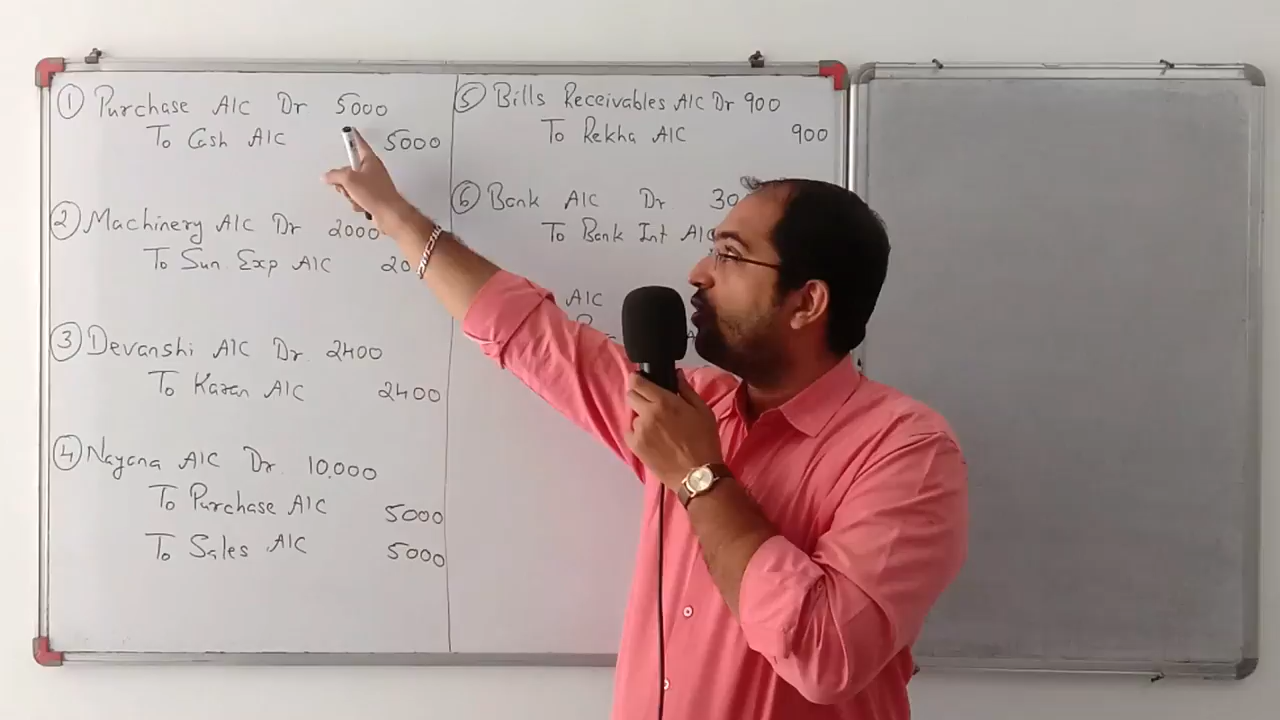 ① Purchase A/C Dr 5000
To Cash A/C 5000
② Machinery A/C Dr 2000
To Sun. Exp A/C 20
③ Devanshi A/C Dr. 2400
To Karan A/C 2400
④ Nayana A/C Dr. 10,000
To Purchase A/C 5000
To Sales A/C 5000
⑤ Bills Receivables A/C Dr 900
To Rekha A/C 900
⑥ Bank A/C Dr. 30
To Bank Int A/C
A/C